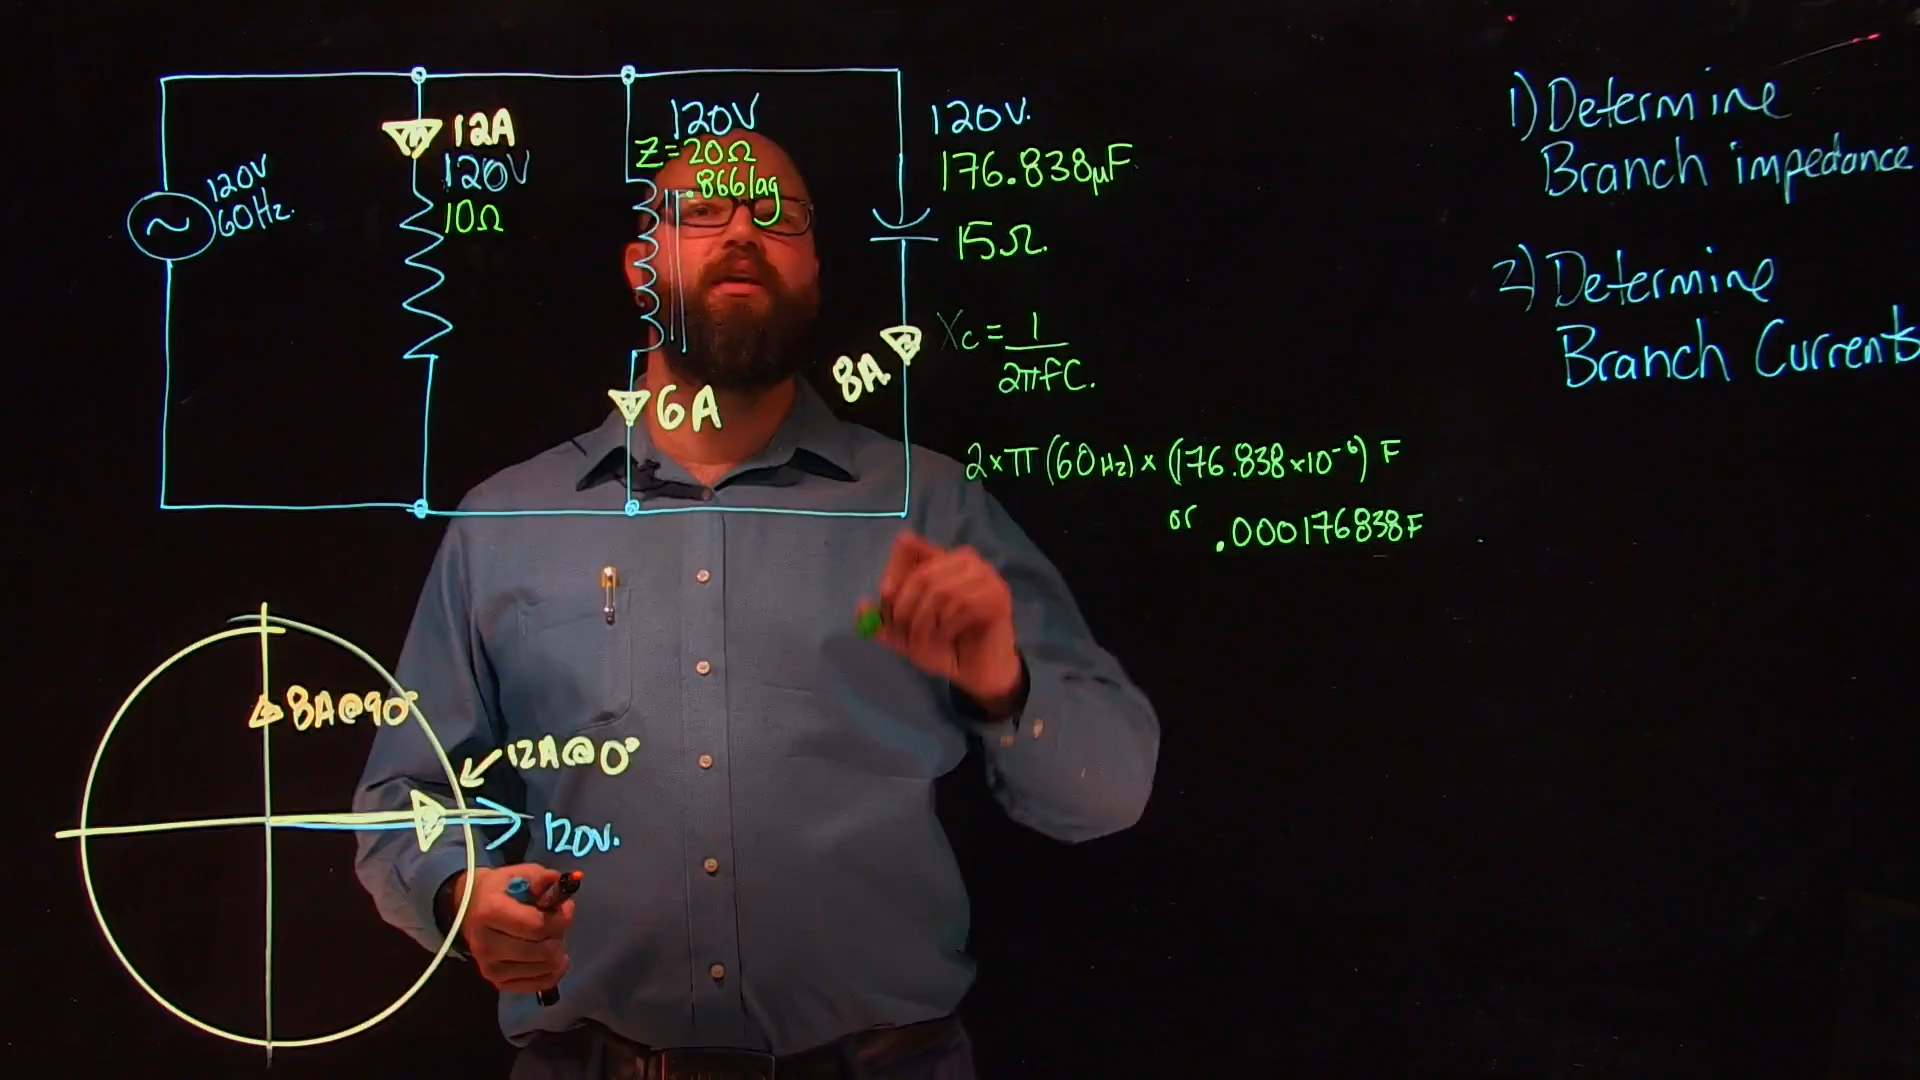 120V
60Hz.
12A
120V
10Ω
120V
Z=20Ω
.866lag
6A
120V.
176.838µF
15Ω.
8A.
Xc = 1
2πfC.
2×π(60Hz)×(176.838×10⁻⁶) F
or .000176838F
1) Determine
Branch impedance
2) Determine
Branch Currents
8A@90°
12A@0°
120V.